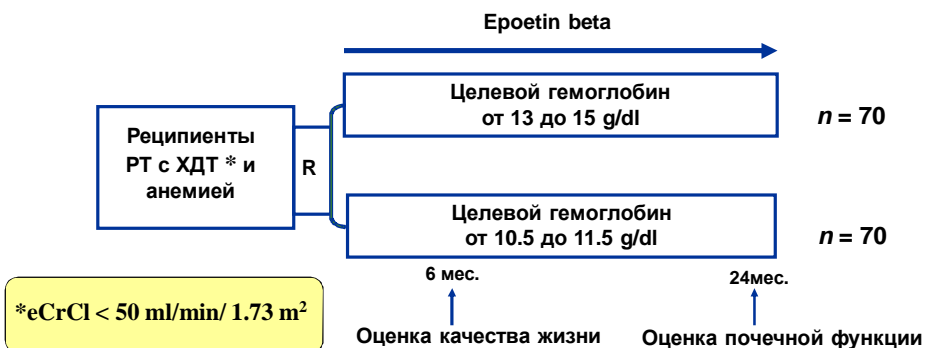 Epoetin beta
Целевой гемоглобин
от 13 до 15 g/dl
n = 70
Реципиенты
РТ с ХДТ * и
анемией
R
Целевой гемоглобин
от 10.5 до 11.5 g/dl
n = 70
6 мес.
24мес.
*eCrCl < 50 ml/min/ 1.73 m²
Оценка качества жизни
Оценка почечной функции